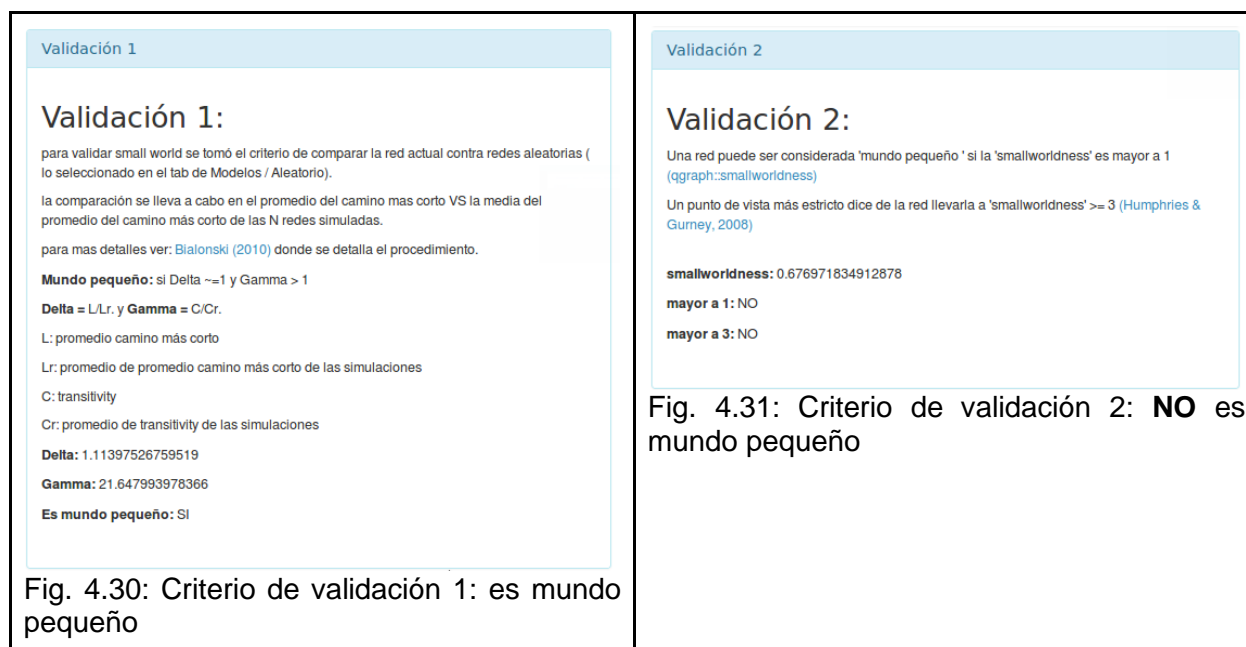 Validación 1
Validación 1:
para validar small world se tomó el criterio de comparar la red actual contra redes aleatorias (
lo seleccionado en el tab de Modelos / Aleatorio).
la comparación se lleva a cabo en el promedio del camino mas corto VS la media del
promedio del camino más corto de las N redes simuladas.
para mas detalles ver: Bialonski (2010) donde se detalla el procedimiento.
Mundo pequeño: si Delta ~=1 y Gamma > 1
Delta = L/Lr. y Gamma = C/Cr.
L: promedio camino más corto
Lr: promedio de promedio camino más corto de las simulaciones
C: transitivity
Cr: promedio de transitivity de las simulaciones
Delta: 1.11397526759519
Gamma: 21.647993978366
Es mundo pequeño: SI
Fig. 4.30: Criterio de validación 1: es mundo
pequeño
Validación 2
Validación 2:
Una red puede ser considerada 'mundo pequeño ' si la 'smallworldness' es mayor a 1
(qgraph::smallworldness)
Un punto de vista más estricto dice de la red llevarla a 'smallworldness' >= 3 (Humphries &
Gurney, 2008)
smallworldness: 0.676971834912878
mayor a 1: NO
mayor a 3: NO
Fig. 4.31: Criterio de validación 2: NO es
mundo pequeño